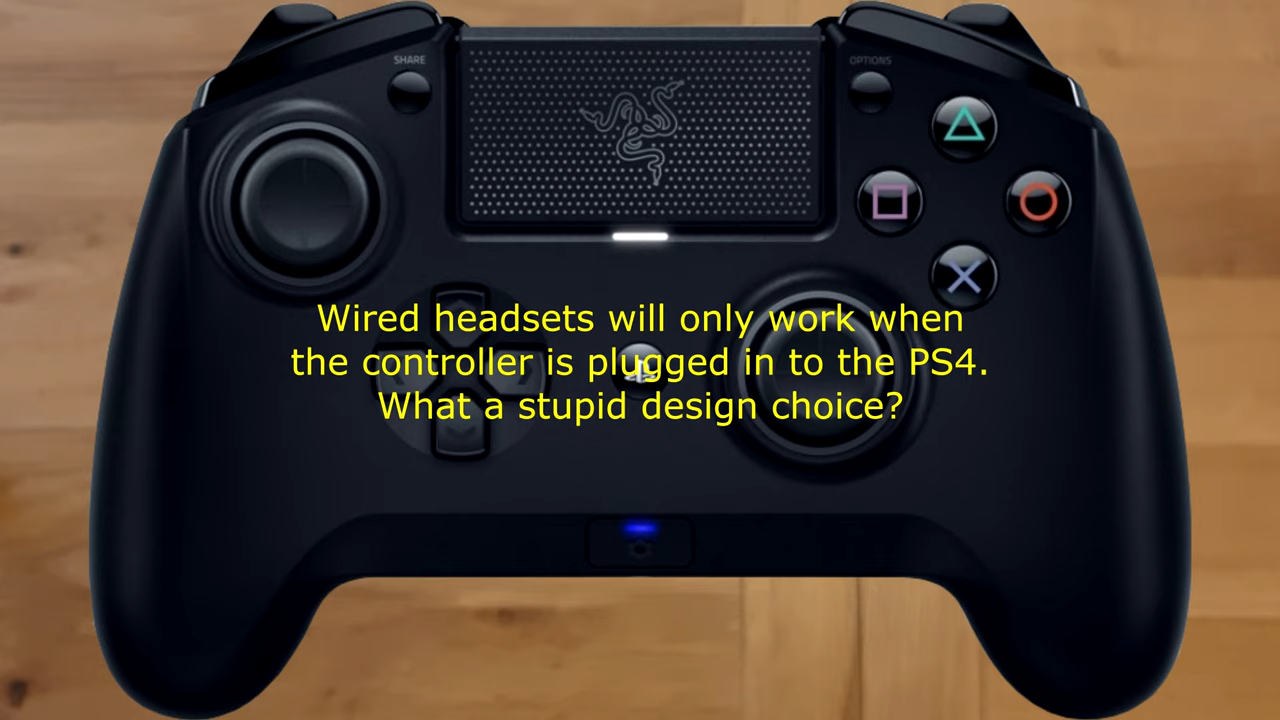 SHARE
OPTIONS
Wired headsets will only work when
the controller is plugged in to the PS4.
What a stupid design choice?